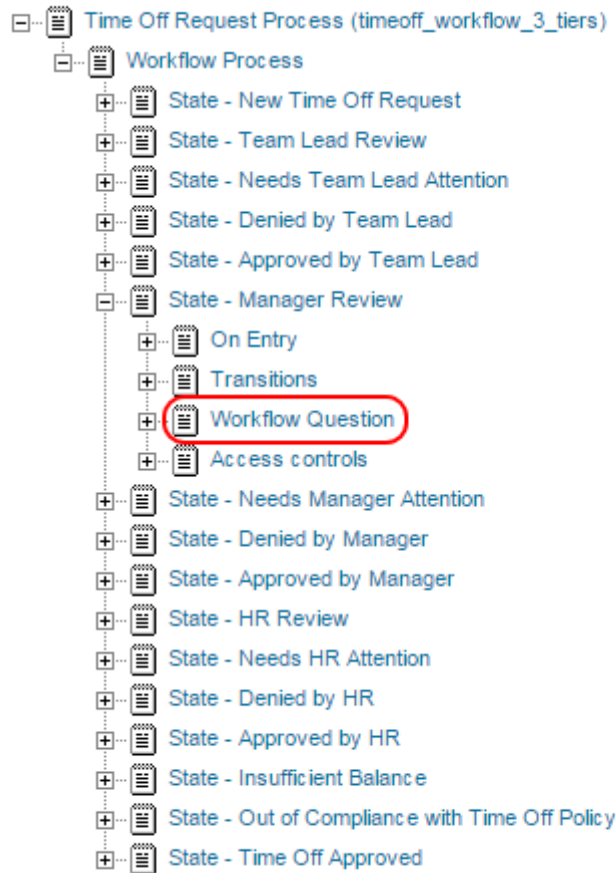 Time Off Request Process (timeoff_workflow_3_tiers)
Workflow Process
State - New Time Off Request
State - Team Lead Review
State - Needs Team Lead Attention
State - Denied by Team Lead
State - Approved by Team Lead
State - Manager Review
On Entry
Transitions
Workflow Question
Access controls
State - Needs Manager Attention
State - Denied by Manager
State - Approved by Manager
State - HR Review
State - Needs HR Attention
State - Denied by HR
State - Approved by HR
State - Insufficient Balance
State - Out of Compliance with Time Off Policy
State - Time Off Approved